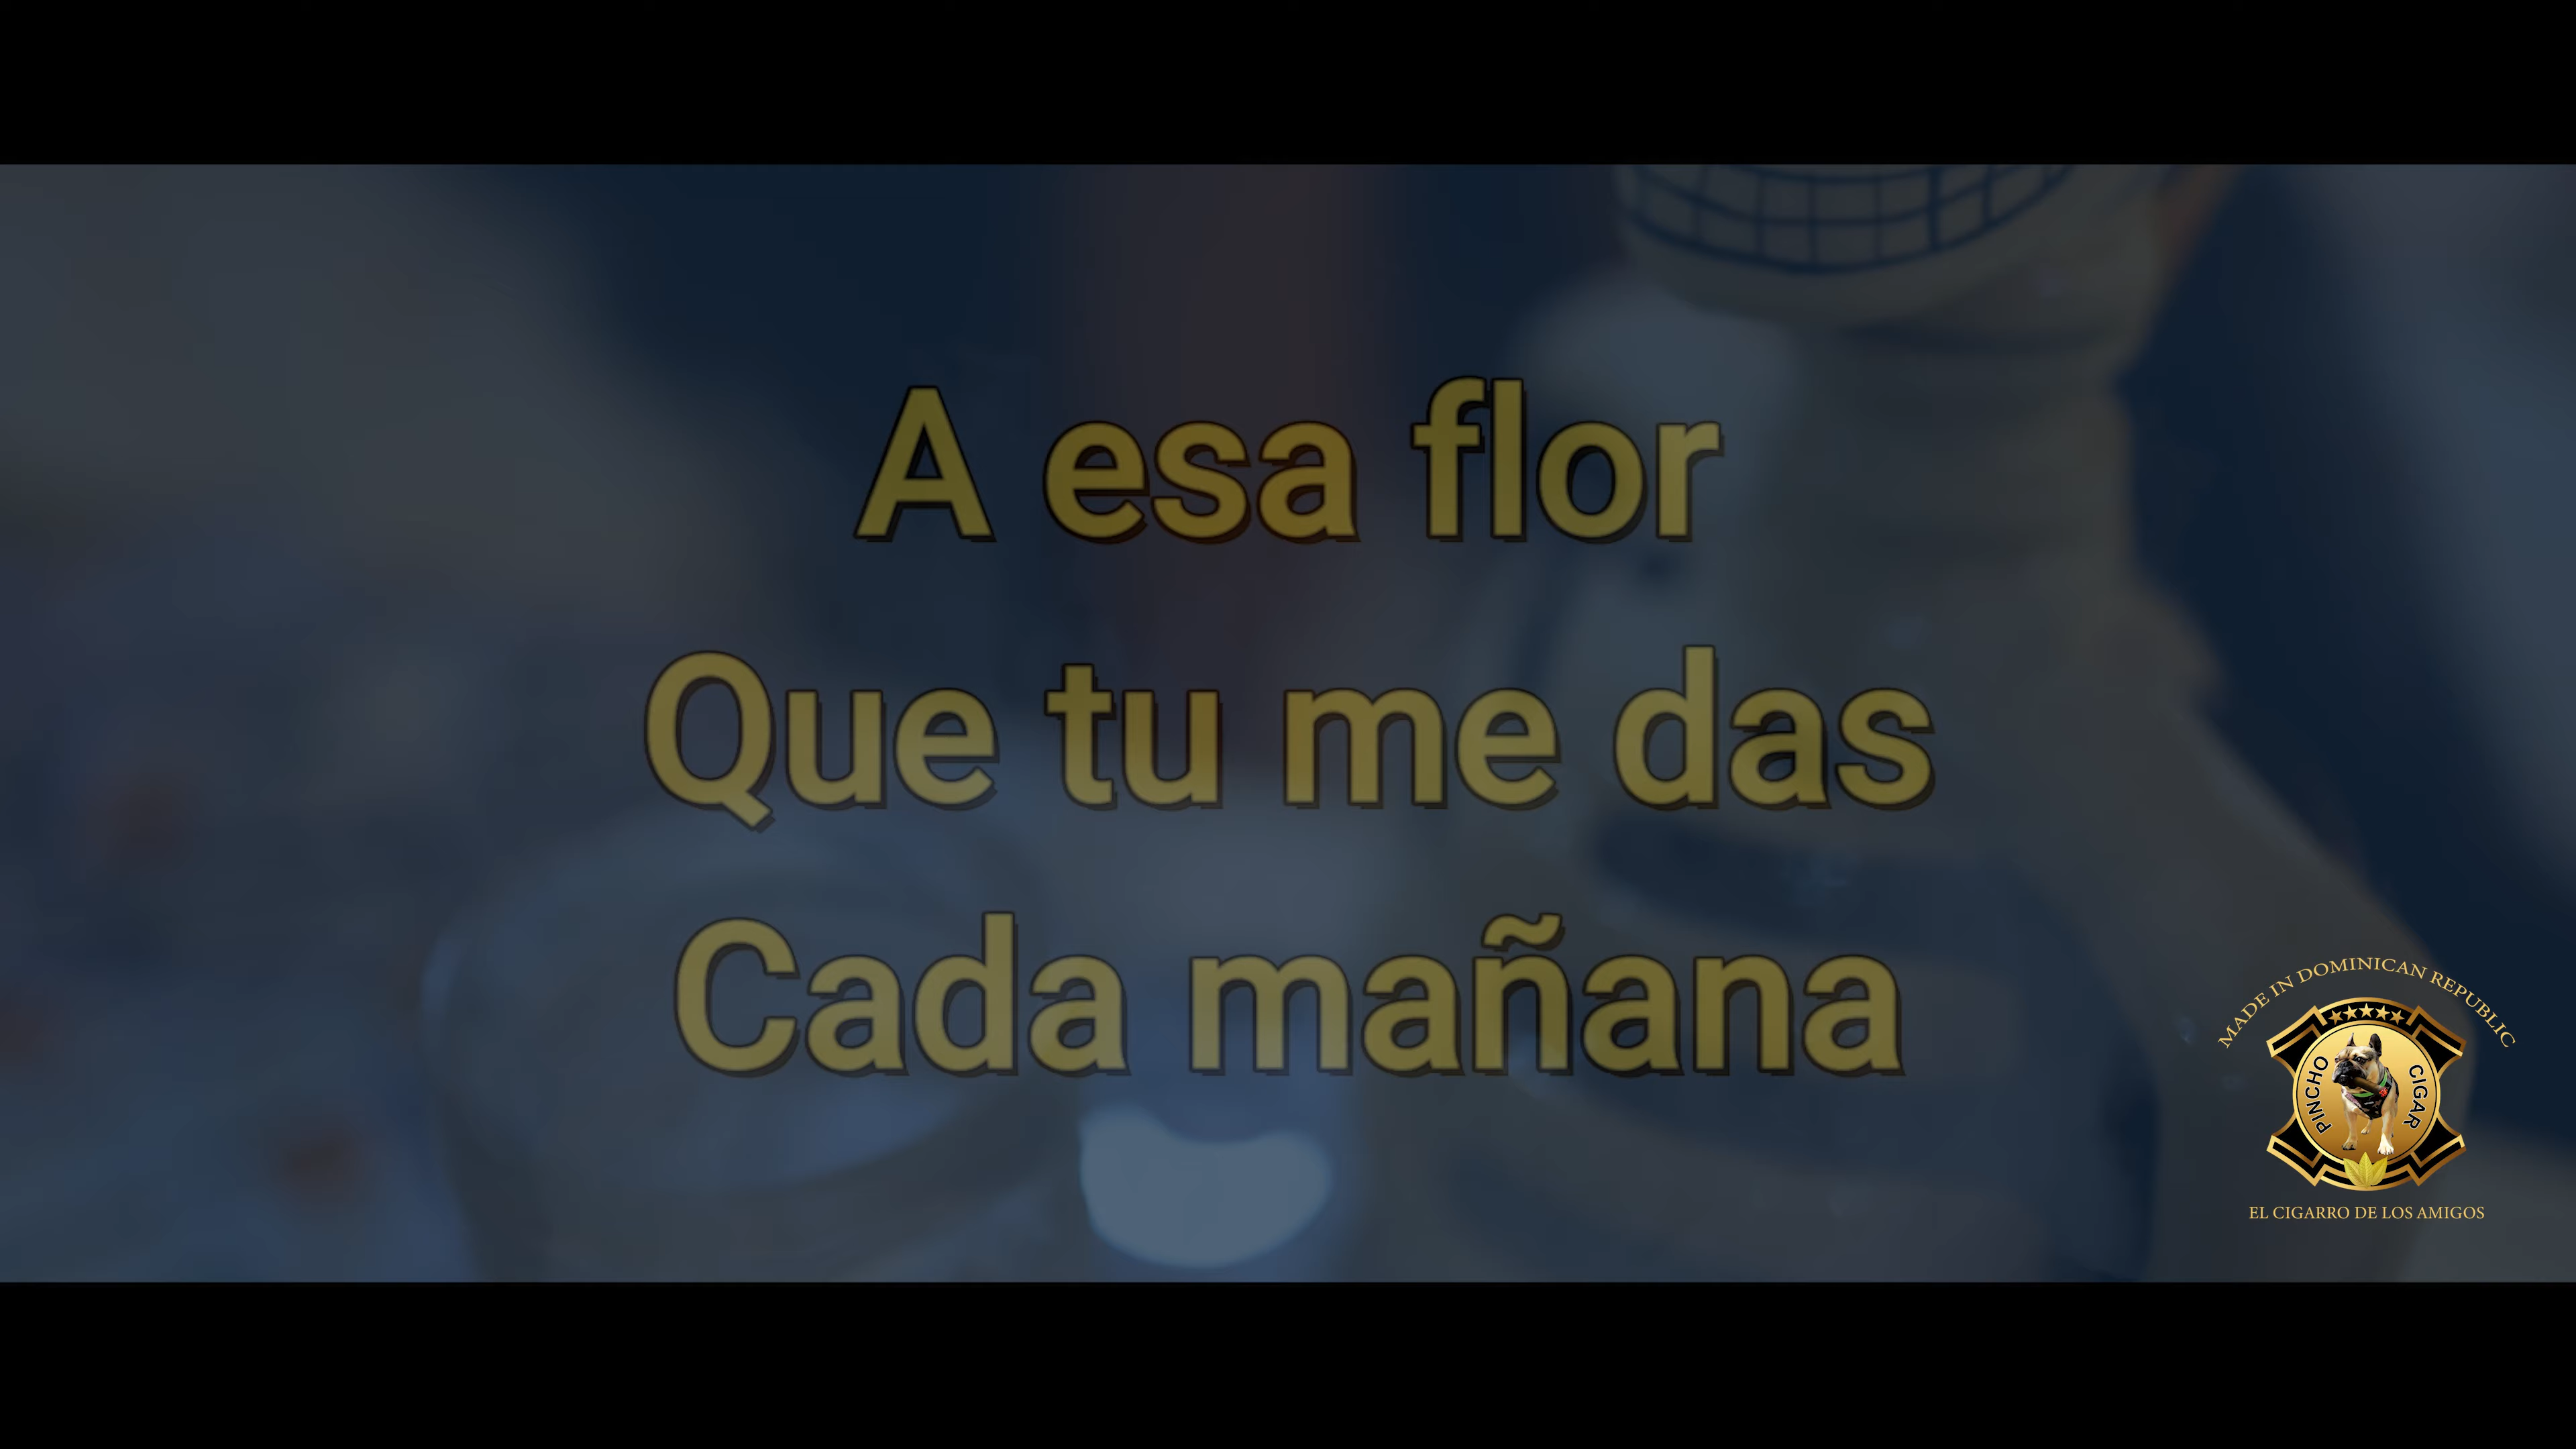 A esa flor
Que tu me das
Cada mañana
MADE IN DOMINICAN REPUBLIC
PINCHO CIGAR
EL CIGARRO DE LOS AMIGOS